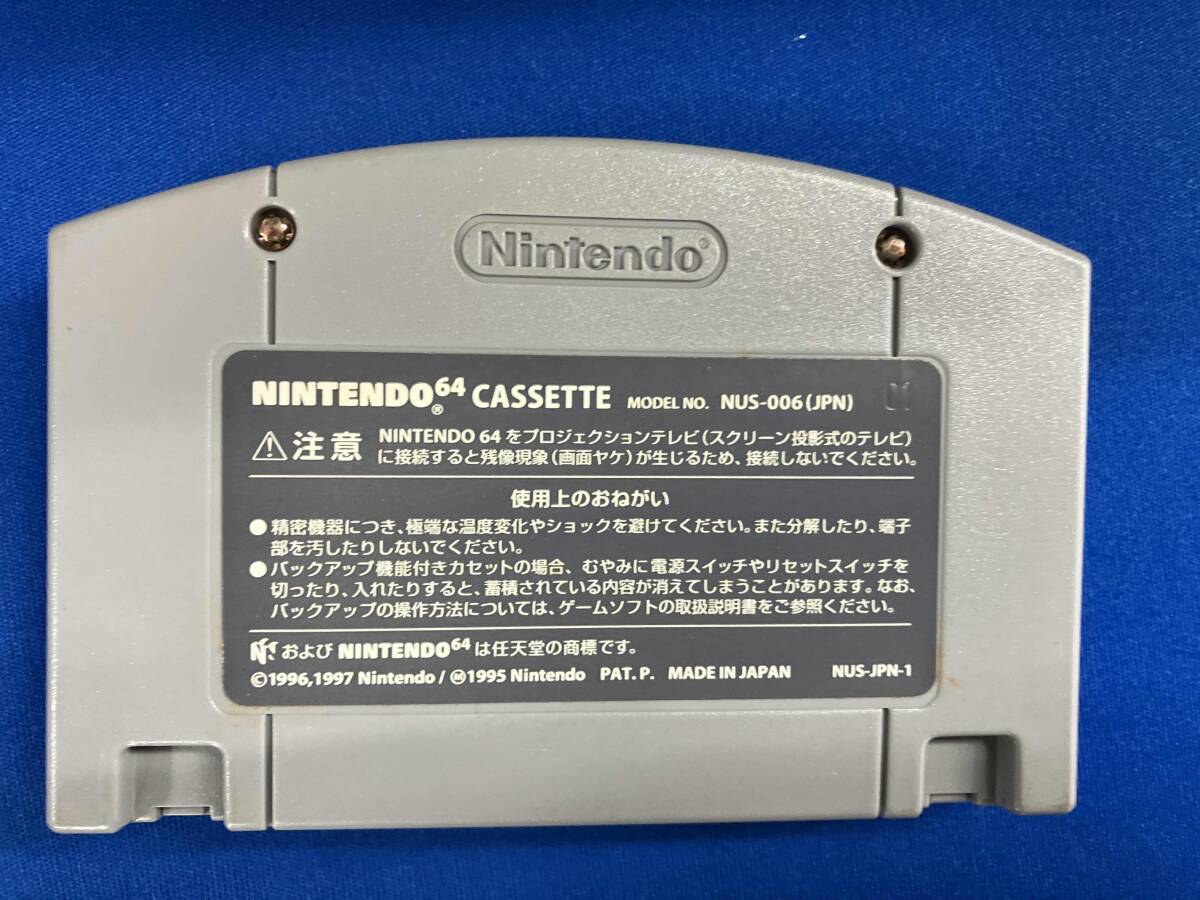 Nintendo®
NINTENDO64® CASSETTE MODEL NO. NUS-006(JPN) 01
⚠注意 NINTENDO 64 をプロジェクションテレビ(スクリーン投影式のテレビ)
に接続すると残像現象(画面ヤケ)が生じるため、接続しないでください。
使用上のおねがい
●精密機器につき、極端な温度変化やショックを避けてください。また分解したり、端子
部を汚したりしないでください。
●バックアップ機能付きカセットの場合、むやみに電源スイッチやリセットスイッチを
切ったり、入れたりすると、蓄積されている内容が消えてしまうことがあります。なお、
バックアップの操作方法については、ゲームソフトの取扱説明書をご参照ください。
および NINTENDO64 は任天堂の商標です。
©1996,1997 Nintendo / Ⓜ1995 Nintendo PAT. P. MADE IN JAPAN NUS-JPN-1